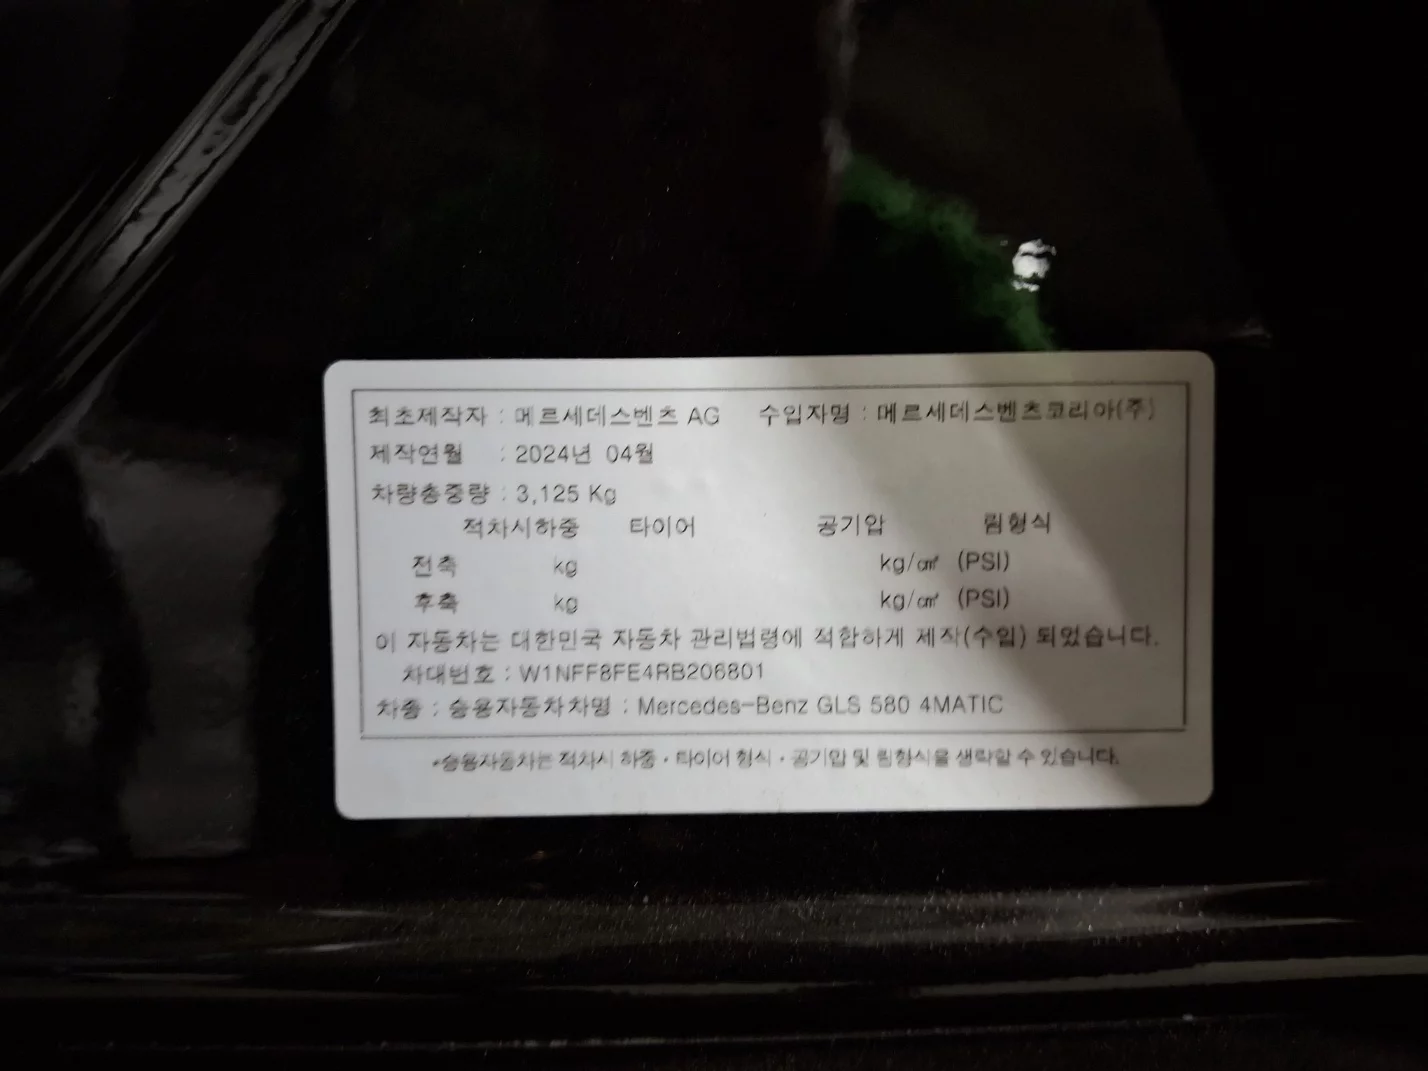 최초제작자 : 메르세데스벤츠 AG 수입자명 : 메르세데스벤츠코리아(주)
제작연월 : 2024년 04월
차량총중량 : 3,125 Kg
적차시하중 타이어 공기압 림형식
전축 kg kg/㎠ (PSI)
후축 kg kg/㎠ (PSI)
이 자동차는 대한민국 자동차 관리법령에 적합하게 제작(수입) 되었습니다.
차대번호 : W1NFF8FE4RB206801
차종 : 승용자동차차명 : Mercedes-Benz GLS 580 4MATIC
*승용자동차는 적차시 하중·타이어 형식·공기압 및 림형식을 생략할 수 있습니다.